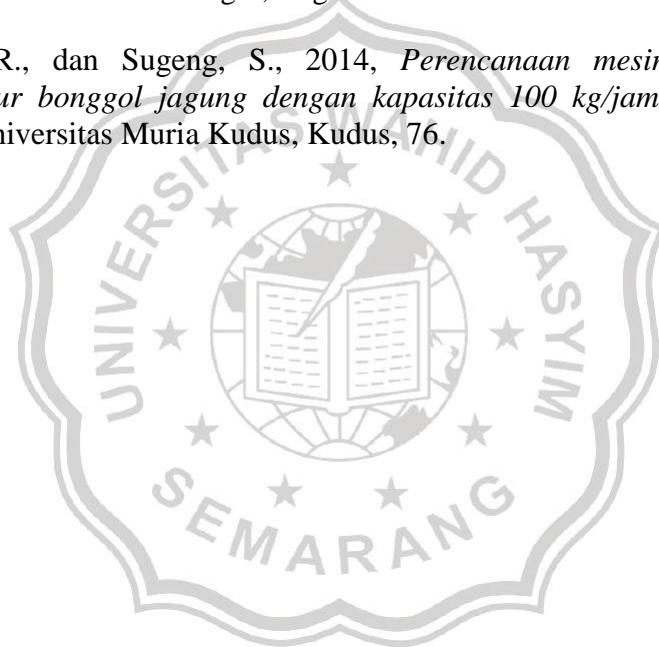 R., dan Sugeng, S., 2014, Perencanaan mesin
ur bonggol jagung dengan kapasitas 100 kg/jam
niversitas Muria Kudus, Kudus, 76.
UNIVERSITAS WAHID HASYIM
SEMARANG